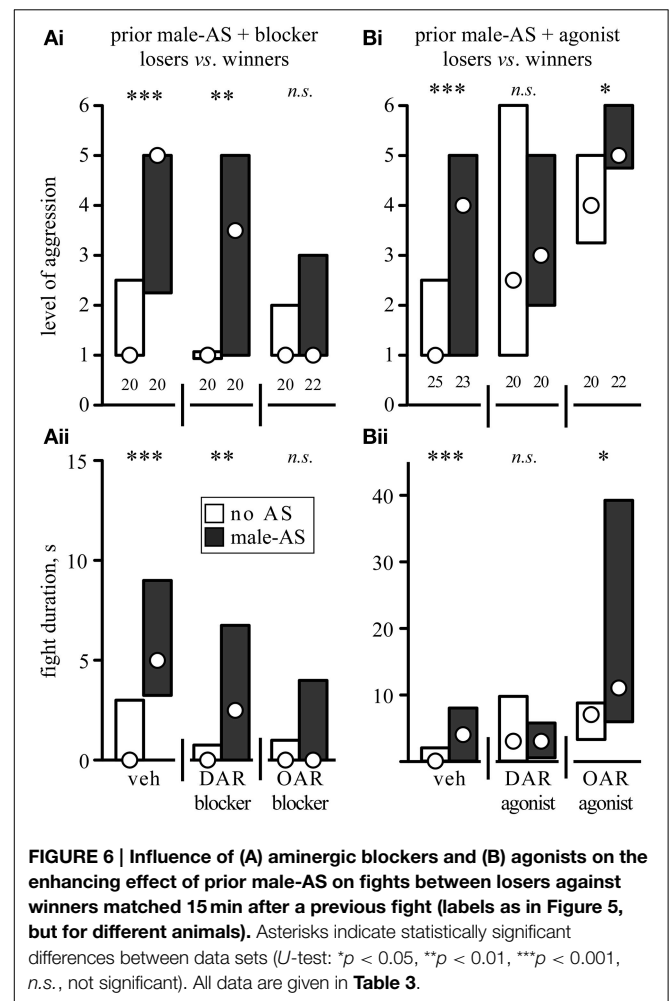 Ai
prior male-AS + blocker
losers vs. winners
*** ** n.s.
6
5
4
3
2
1
0
level of aggression
20 20 20 20 20 22
Bi
prior male-AS + agonist
losers vs. winners
*** n.s. *
6
5
4
3
2
1
0
25 23 20 20 20 22
Aii
*** ** n.s.
15
10
5
0
fight duration, s
no AS
male-AS
veh DAR OAR
blocker blocker
Bii
*** n.s. *
40
30
20
10
veh DAR OAR
agonist agonist
FIGURE 6 | Influence of (A) aminergic blockers and (B) agonists on the
enhancing effect of prior male-AS on fights between losers against
winners matched 15 min after a previous fight (labels as in Figure 5,
but for different animals). Asterisks indicate statistically significant
differences between data sets (U-test: *p < 0.05, **p < 0.01, ***p < 0.001,
n.s., not significant). All data are given in Table 3.